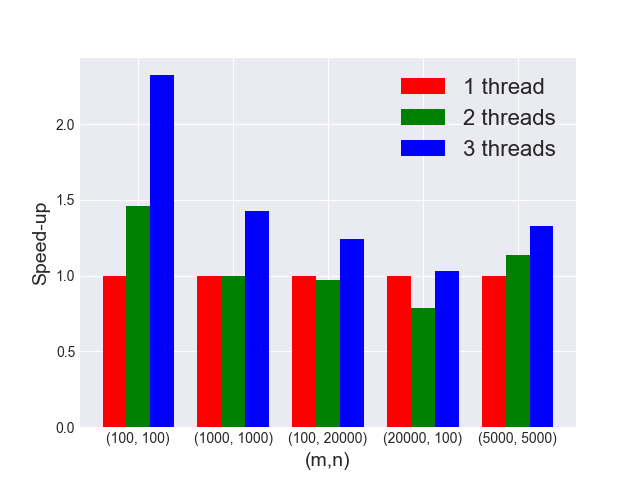 1 thread
2 threads
3 threads
Speed-up
2.0
1.5
1.0
0.5
0.0
(100, 100) (1000, 1000) (100, 20000) (20000, 100) (5000, 5000)
(m,n)